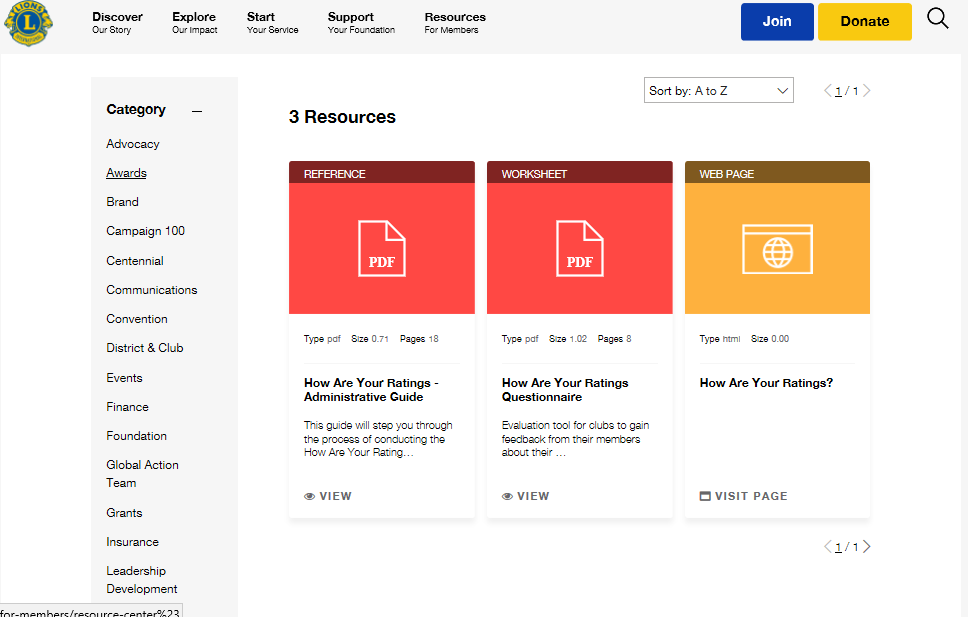 LIONS
L
INTERNATIONAL
Discover
Our Story
Explore
Our Impact
Start
Your Service
Support
Your Foundation
Resources
For Members
Join
Donate
Category
Advocacy
Awards
Brand
Campaign 100
Centennial
Communications
Convention
District & Club
Events
Finance
Foundation
Global Action
Team
Grants
Insurance
Leadership
Development
for-members/resource-center%23
Sort by: A to Z
1 / 1
3 Resources
REFERENCE
PDF
Type pdf Size 0.71 Pages 18
How Are Your Ratings -
Administrative Guide
This guide will step you through
the process of conducting the
How Are Your Rating…
VIEW
WORKSHEET
PDF
Type pdf Size 1.02 Pages 8
How Are Your Ratings
Questionnaire
Evaluation tool for clubs to gain
feedback from their members
about their …
VIEW
WEB PAGE
Type html Size 0.00
How Are Your Ratings?
VISIT PAGE
1 / 1